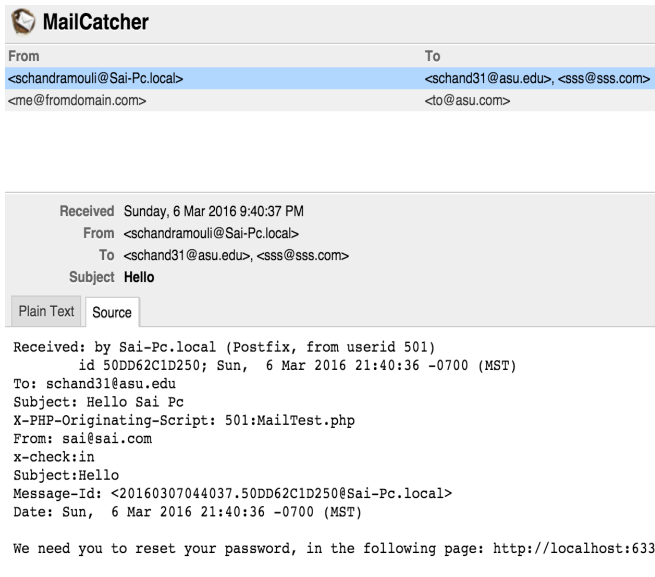 MailCatcher
From To
<schandramouli@Sai-Pc.local> <schand31@asu.edu>, <sss@sss.com>
<me@fromdomain.com> <to@asu.com>
Received Sunday, 6 Mar 2016 9:40:37 PM
From <schandramouli@Sai-Pc.local>
To <schand31@asu.edu>, <sss@sss.com>
Subject Hello
Plain Text Source
Received: by Sai-Pc.local (Postfix, from userid 501)
id 50DD62C1D250; Sun,  6 Mar 2016 21:40:36 -0700 (MST)
To: schand31@asu.edu
Subject: Hello Sai Pc
X-PHP-Originating-Script: 501:MailTest.php
From: sai@sai.com
x-check:in
Subject:Hello
Message-Id: <20160307044037.50DD62C1D250@Sai-Pc.local>
Date: Sun,  6 Mar 2016 21:40:36 -0700 (MST)
We need you to reset your password, in the following page: http://localhost:633